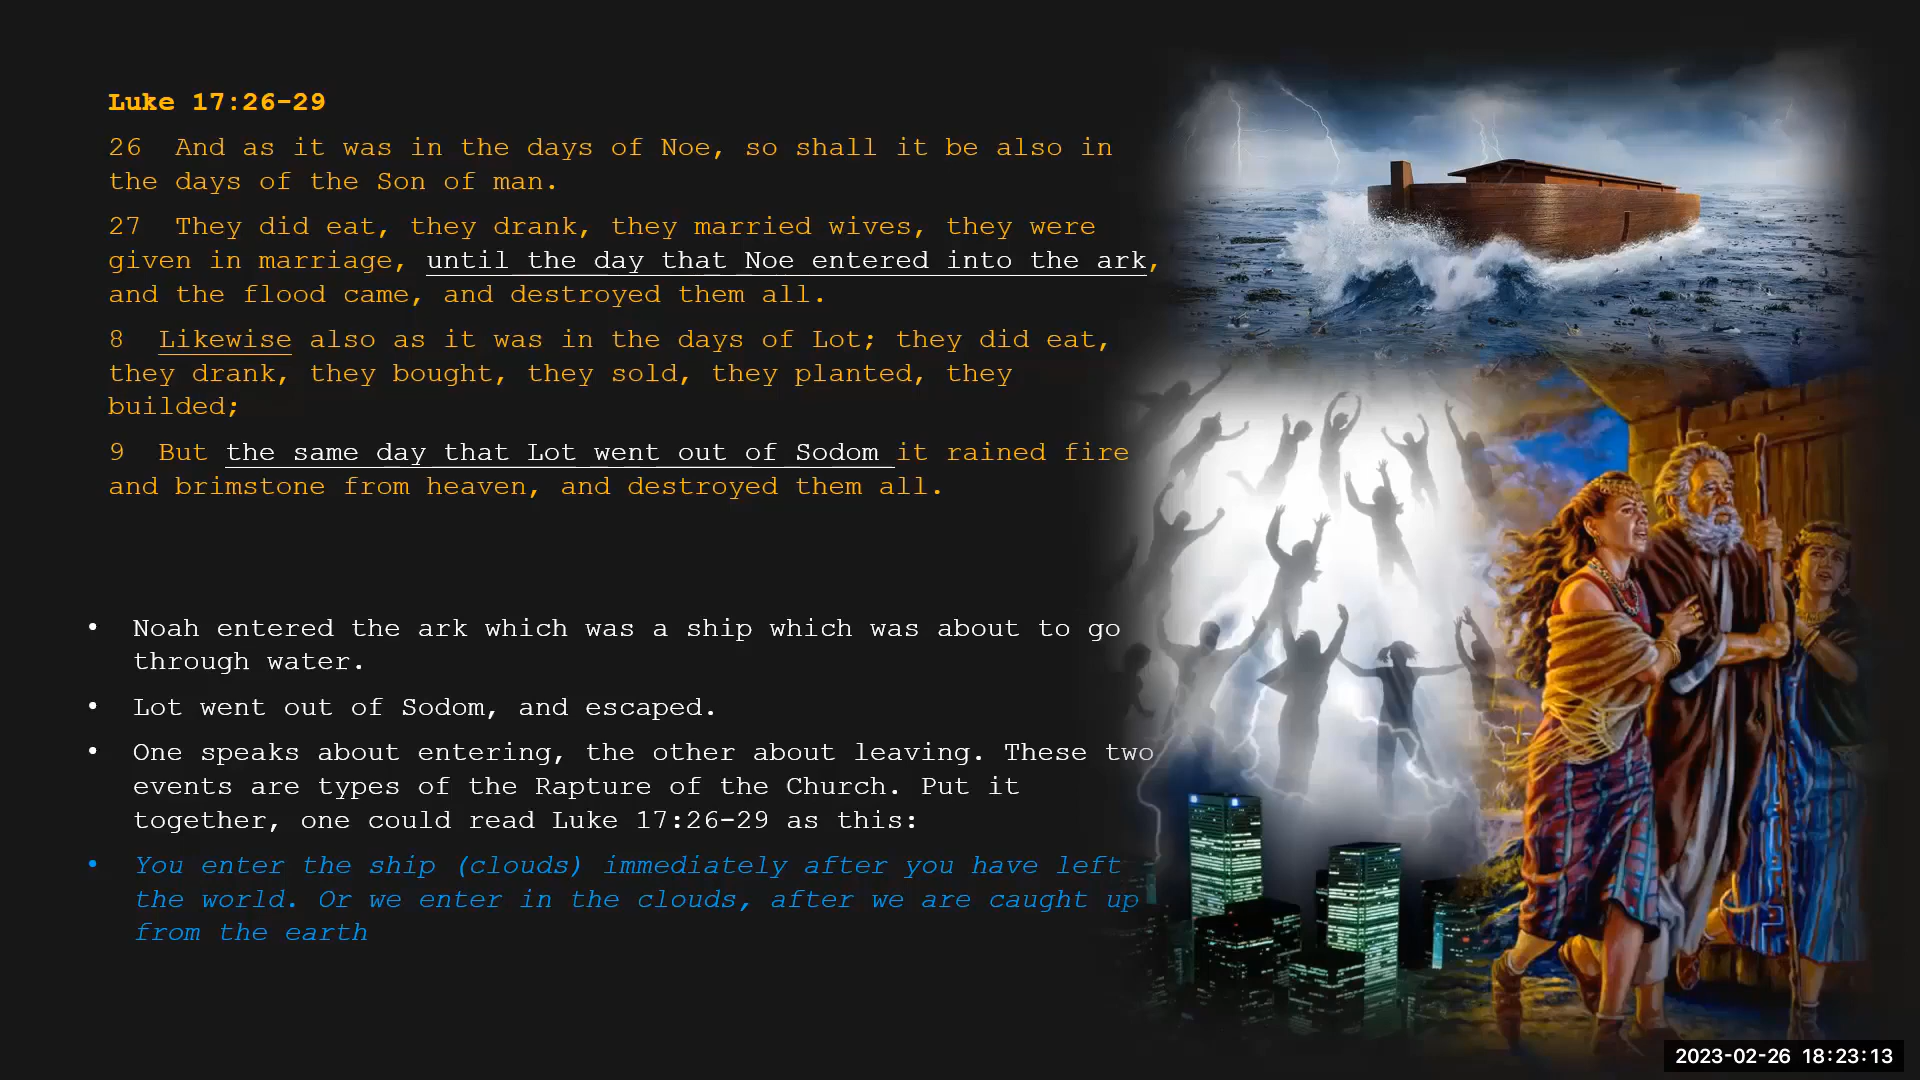 Luke 17:26-29
26 And as it was in the days of Noe, so shall it be also in
the days of the Son of man.
27 They did eat, they drank, they married wives, they were
given in marriage, until the day that Noe entered into the ark,
and the flood came, and destroyed them all.
8 Likewise also as it was in the days of Lot; they did eat,
they drank, they bought, they sold, they planted, they
builded;
9 But the same day that Lot went out of Sodom it rained fire
and brimstone from heaven, and destroyed them all.
• Noah entered the ark which was a ship which was about to go
through water.
• Lot went out of Sodom, and escaped.
• One speaks about entering, the other about leaving. These two
events are types of the Rapture of the Church. Put it
together, one could read Luke 17:26-29 as this:
• You enter the ship (clouds) immediately after you have left
the world. Or we enter in the clouds, after we are caught up
from the earth
2023-02-26 18:23:13